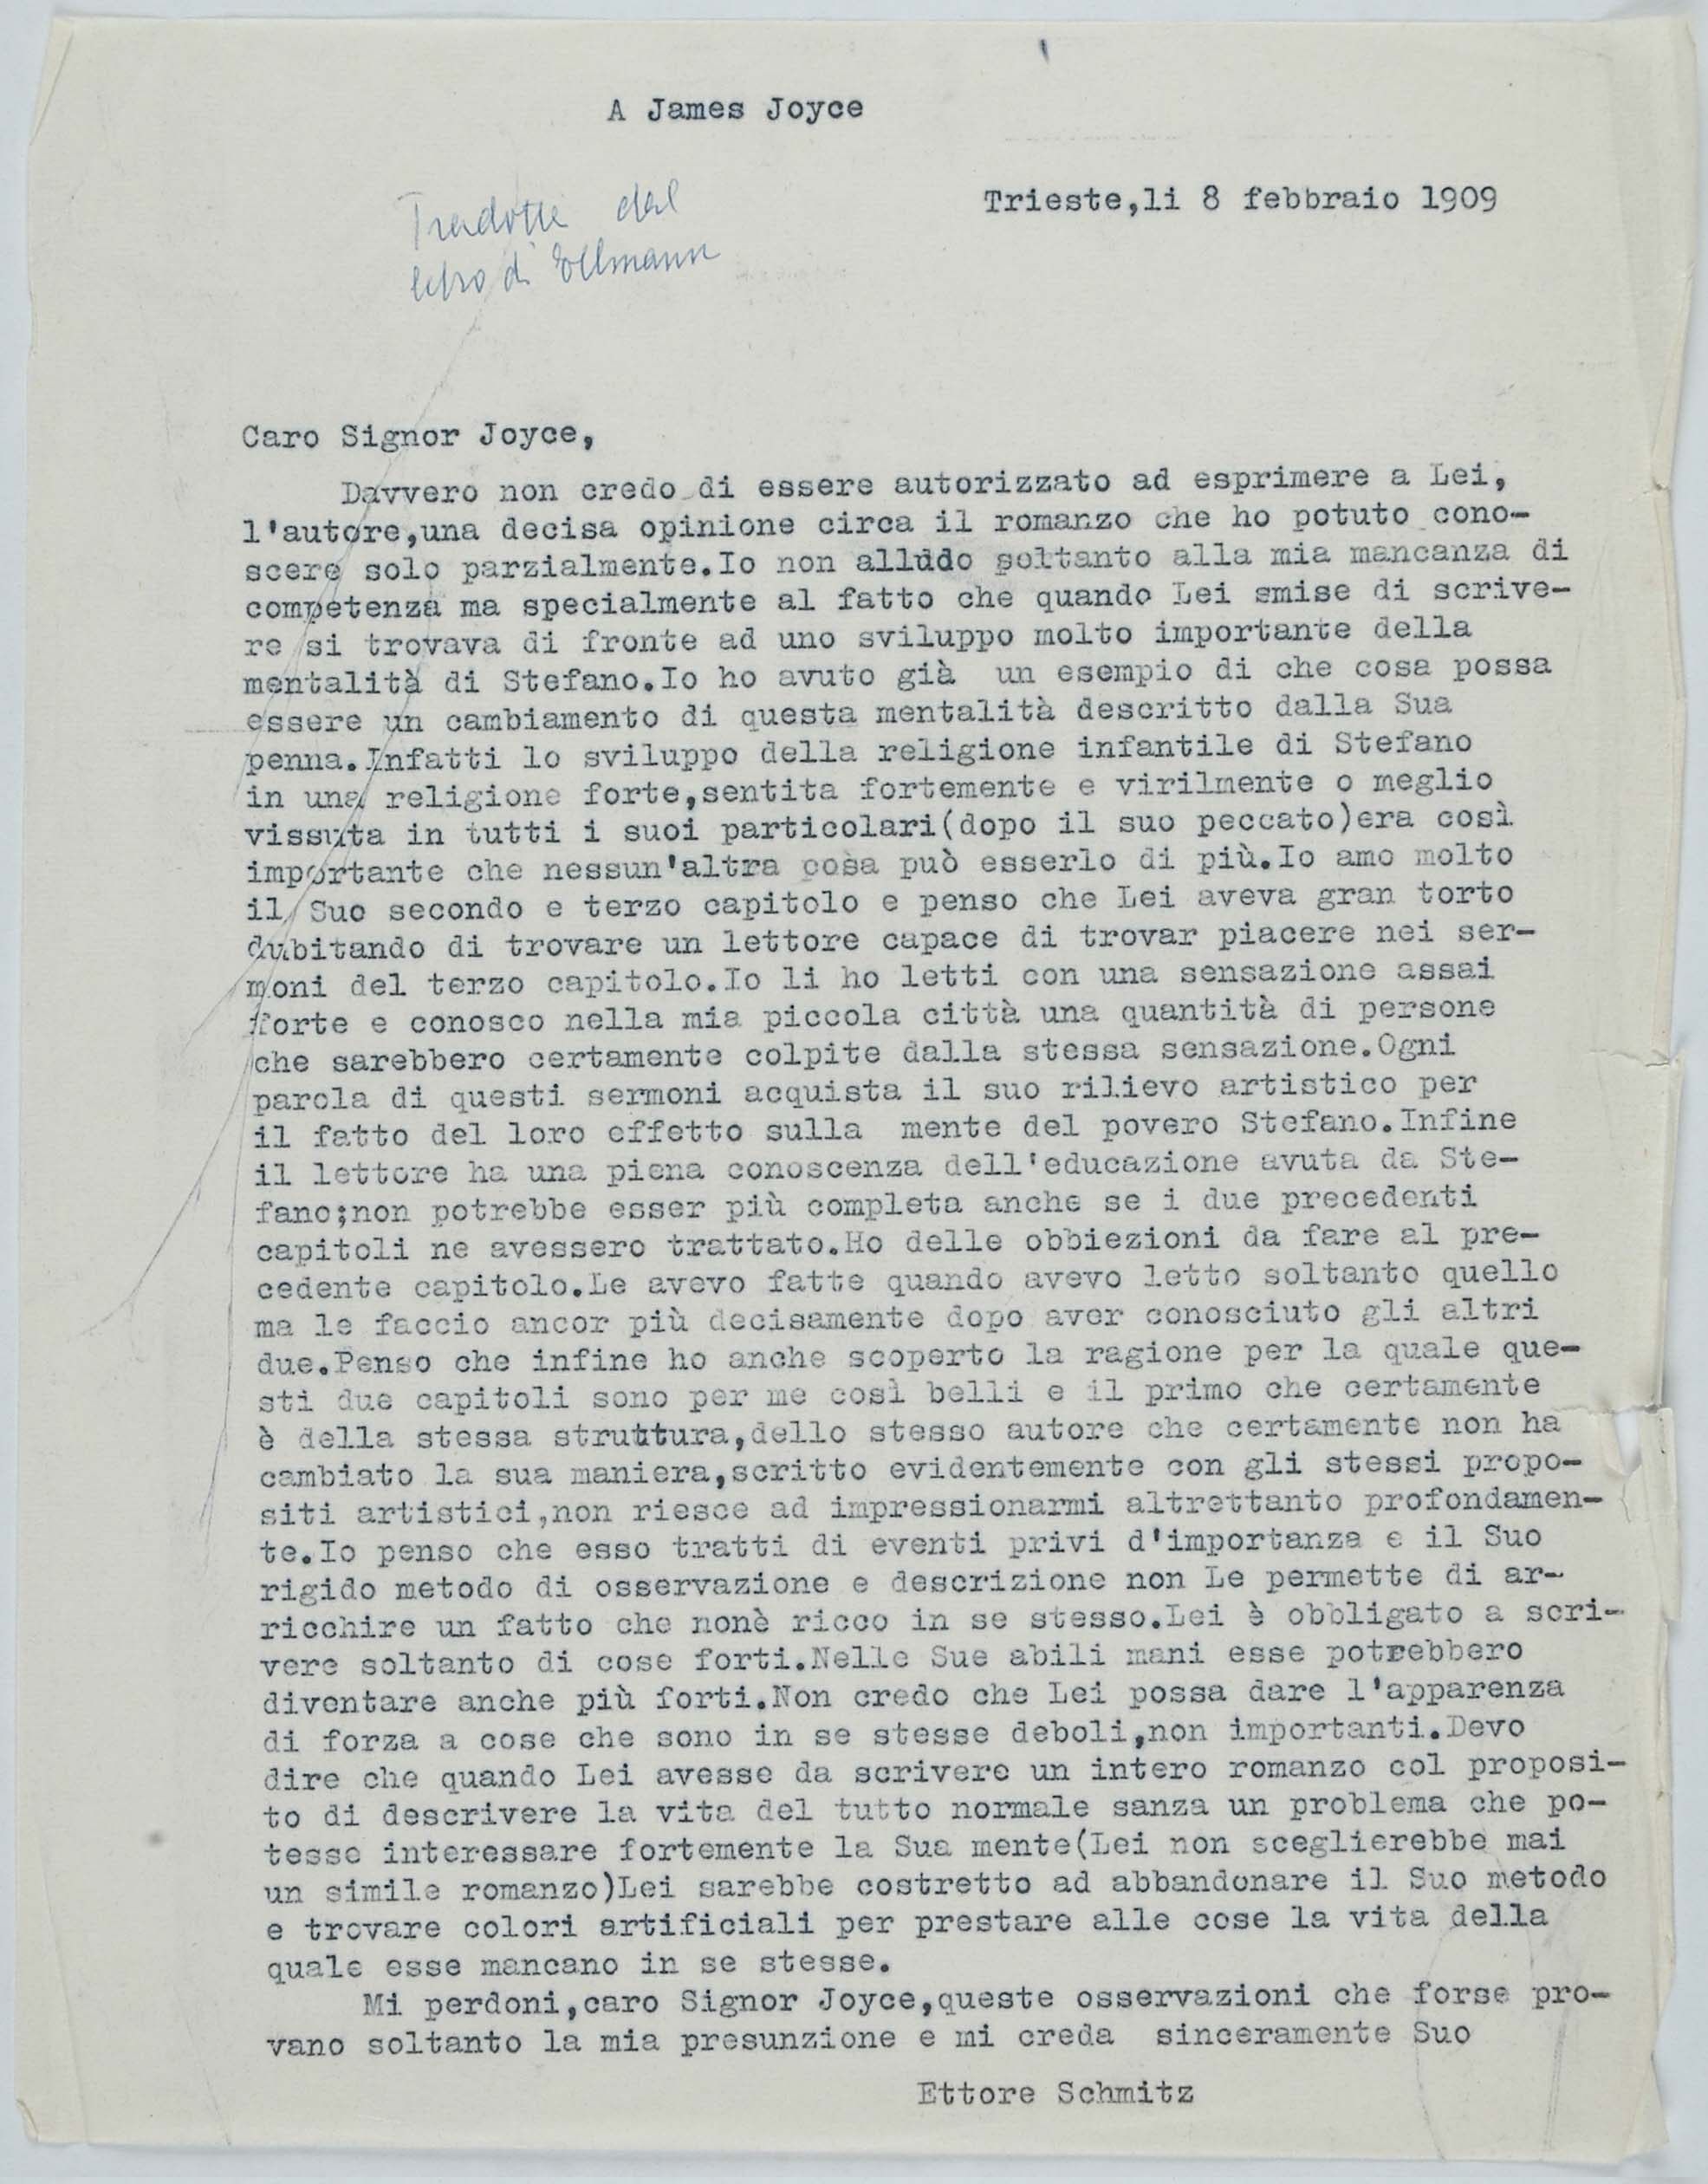 A James Joyce
Trieste,li 8 febbraio 1909
Tradotte dal
libro di Ellmann
Caro Signor Joyce,
Davvero non credo di essere autorizzato ad esprimere a Lei,
l'autore,una decisa opinione circa il romanzo che ho potuto cono-
scere solo parzialmente.Io non alludo soltanto alla mia mancanza di
competenza ma specialmente al fatto che quando Lei smise di scrive-
re si trovava di fronte ad uno sviluppo molto importante della
mentalità di Stefano.Io ho avuto già un esempio di che cosa possa
essere un cambiamento di questa mentalità descritto dalla Sua
penna.Infatti lo sviluppo della religione infantile di Stefano
in una religione forte,sentita fortemente e virilmente o meglio
vissuta in tutti i suoi particolari(dopo il suo peccato)era così
importante che nessun'altra cosa può esserlo di più.Io amo molto
il Suo secondo e terzo capitolo e penso che Lei aveva gran torto
dubitando di trovare un lettore capace di trovar piacere nei ser-
moni del terzo capitolo.Io li ho letti con una sensazione assai
forte e conosco nella mia piccola città una quantità di persone
che sarebbero certamente colpite dalla stessa sensazione.Ogni
parola di questi sermoni acquista il suo rilievo artistico per
il fatto del loro effetto sulla mente del povero Stefano.Infine
il lettore ha una piena conoscenza dell'educazione avuta da Ste-
fano;non potrebbe esser più completa anche se i due precedenti
capitoli ne avessero trattato.Ho delle obbiezioni da fare al pre-
cedente capitolo.Le avevo fatte quando avevo letto soltanto quello
ma le faccio ancor più decisamente dopo aver conosciuto gli altri
due.Penso che infine ho anche scoperto la ragione per la quale que-
sti due capitoli sono per me così belli e il primo che certamente
è della stessa struttura,dello stesso autore che certamente non ha
cambiato la sua maniera,scritto evidentemente con gli stessi propo-
siti artistici,non riesce ad impressionarmi altrettanto profondamen-
te.Io penso che esso tratti di eventi privi d'importanza e il Suo
rigido metodo di osservazione e descrizione non Le permette di ar-
ricchire un fatto che nonè ricco in se stesso.Lei è obbligato a scri-
vere soltanto di cose forti.Nelle Sue abili mani esse potrebbero
diventare anche più forti.Non credo che Lei possa dare l'apparenza
di forza a cose che sono in se stesse deboli,non importanti.Devo
dire che quando Lei avesse da scrivere un intero romanzo col proposi-
to di descrivere la vita del tutto normale sanza un problema che po-
tesse interessare fortemente la Sua mente(Lei non sceglierebbe mai
un simile romanzo)Lei sarebbe costretto ad abbandonare il Suo metodo
e trovare colori artificiali per prestare alle cose la vita della
quale esse mancano in se stesse.
Mi perdoni,caro Signor Joyce,queste osservazioni che forse pro-
vano soltanto la mia presunzione e mi creda sinceramente Suo
Ettore Schmitz